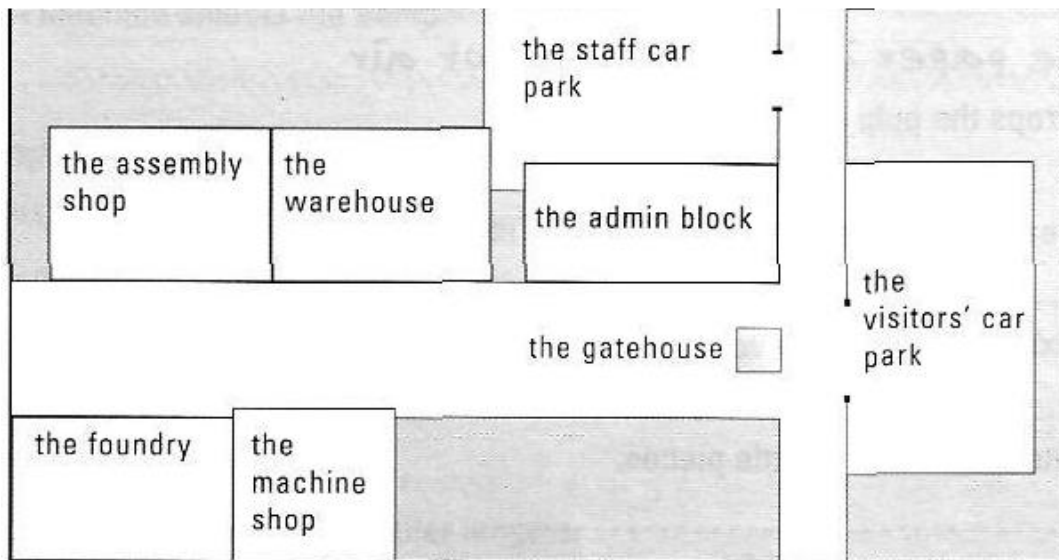 the staff car
park
the assembly
shop
the
warehouse
the admin block
the
visitors' car
park
the gatehouse
the foundry
the
machine
shop